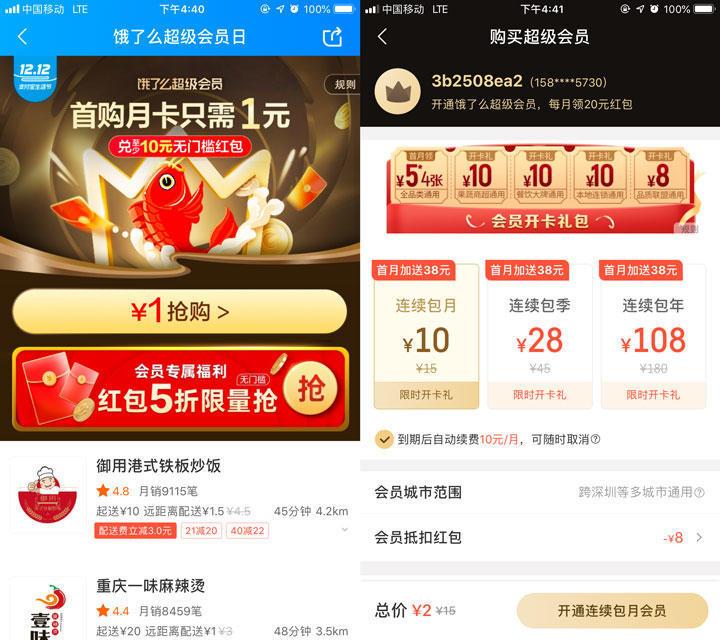 中国移动 LTE 下午4:40 100%
饿了么超级会员日
12.12
支付宝生活节
规则
饿了么超级会员
首购月卡只需1元
兑至少10元无门槛红包
¥1抢购 >
会员专属福利
无门槛
红包5折限量抢
抢
御用港式铁板炒饭
4.8 月销9115笔
起送¥10 远距离配送¥1.5 ¥4.5 45分钟 4.2km
配送费立减3.0元 21减20 40减22
重庆一味麻辣烫
4.4 月销8459笔
起送¥20 远距离配送¥1 ¥3 48分钟 3.5km
壹味
中国移动 LTE 下午4:41 100%
购买超级会员
3b2508ea2 (158****5730)
开通饿了么超级会员，每月领20元红包
首月领 开卡礼 开卡礼 开卡礼 开卡礼
¥5*4张 ¥10 ¥10 ¥10 ¥8
全品类通用 果蔬商超通用 餐饮大牌通用 本地连锁通用 品质联盟通用
会员开卡礼包
规则
首月加送38元 首月加送38元 首月加送38元
连续包月 连续包季 连续包年
¥10 ¥28 ¥108
¥15 ¥45 ¥180
限时开卡礼 限时开卡礼 限时开卡礼
到期后自动续费10元/月，可随时取消?
会员城市范围 跨深圳等多城市通用?
会员抵扣红包 -¥8 >
总价 ¥2 ¥15 开通连续包月会员